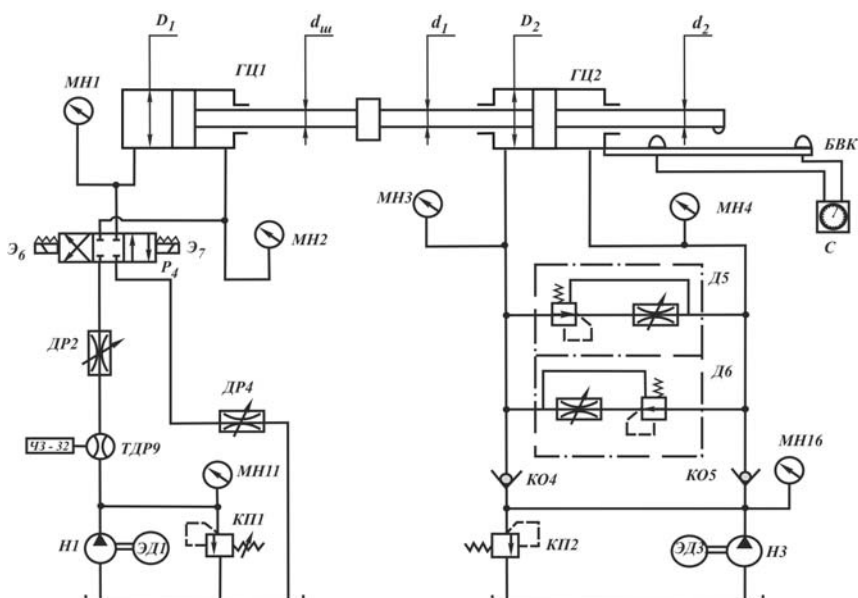 D₁ dш d₁ D₂ d₂
ГЦ1 ГЦ2
МН1
БВК
МН3 МН4
С
МН2
Э₆ Э₇
Р₄
Д5
ДР2
Д6
ДР4
ЧЗ - 32 ТДР9
МН11 КО4 КО5 МН16
КП1
Н1 ЭД1 КП2 ЭД3 Н3